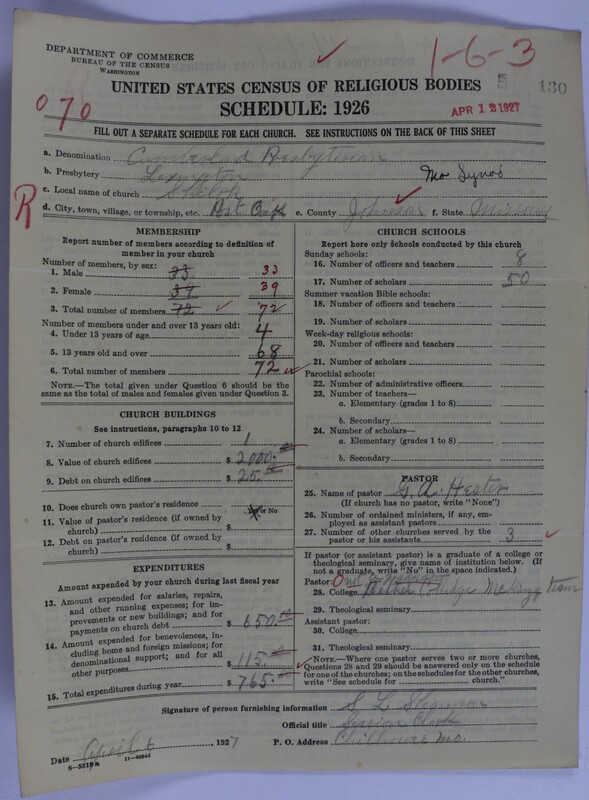 DEPARTMENT OF COMMERCE
BUREAU OF THE CENSUS
WASHINGTON
1-6-3
130
UNITED STATES CENSUS OF RELIGIOUS BODIES
SCHEDULE: 1926
APR 12 1927
070
FILL OUT A SEPARATE SCHEDULE FOR EACH CHURCH. SEE INSTRUCTIONS ON THE BACK OF THIS SHEET
a. Denomination Cumberland Presbyterian
b. Presbytery Lexington Mo Synod
c. Local name of church Shiloh
R
d. City, town, village, or township, etc. Post Oak e. County Johnson f. State Missouri
MEMBERSHIP
Report number of members according to definition of member in your church
Number of members, by sex:
1. Male 33 33
2. Female 39 39
3. Total number of members 72 72
Number of members under and over 13 years old:
4. Under 13 years of age 4
5. 13 years old and over 68
6. Total number of members 72
NOTE.—The total given under Question 6 should be the same as the total of males and females given under Question 3.
CHURCH BUILDINGS
See instructions, paragraphs 10 to 12
7. Number of church edifices 1
8. Value of church edifices $ 2000.
9. Debt on church edifices $ 25.
10. Does church own pastor's residence? Yes or No
11. Value of pastor's residence (if owned by church) $
12. Debt on pastor's residence (if owned by church) $
EXPENDITURES
Amount expended by your church during last fiscal year
13. Amount expended for salaries, repairs, and other running expenses; for improvements or new buildings; and for payments on church debt $ 650.
14. Amount expended for benevolences, including home and foreign missions; for denominational support; and for all other purposes $ 115.
15. Total expenditures during year $ 765.
CHURCH SCHOOLS
Report here only schools conducted by this church
Sunday schools:
16. Number of officers and teachers 8
17. Number of scholars 50
Summer vacation Bible schools:
18. Number of officers and teachers
19. Number of scholars
Week-day religious schools:
20. Number of officers and teachers
21. Number of scholars
Parochial schools:
22. Number of administrative officers
23. Number of teachers—
a. Elementary (grades 1 to 8)
b. Secondary
24. Number of scholars—
a. Elementary (grades 1 to 8)
b. Secondary
PASTOR
25. Name of pastor G. A. Hester
(If church has no pastor, write "None")
26. Number of ordained ministers, if any, employed as assistant pastors
27. Number of other churches served by the pastor or his assistants 3
If pastor (or assistant pastor) is a graduate of a college or theological seminary, give name of institution below. (If not a graduate, write "No" in the space indicated.)
Pastor:
28. College College
29. Theological seminary
Assistant pastor:
30. College
31. Theological seminary
NOTE.—Where one pastor serves two or more churches, Questions 28 and 29 should be answered only on the schedule for one of the churches; on the schedules for the other churches, write "See schedule for church."
Signature of person furnishing information S. L.
Official title Session Clerk
Date April 6, 1927 P. O. Address Chilhowee Mo.
8-5318a